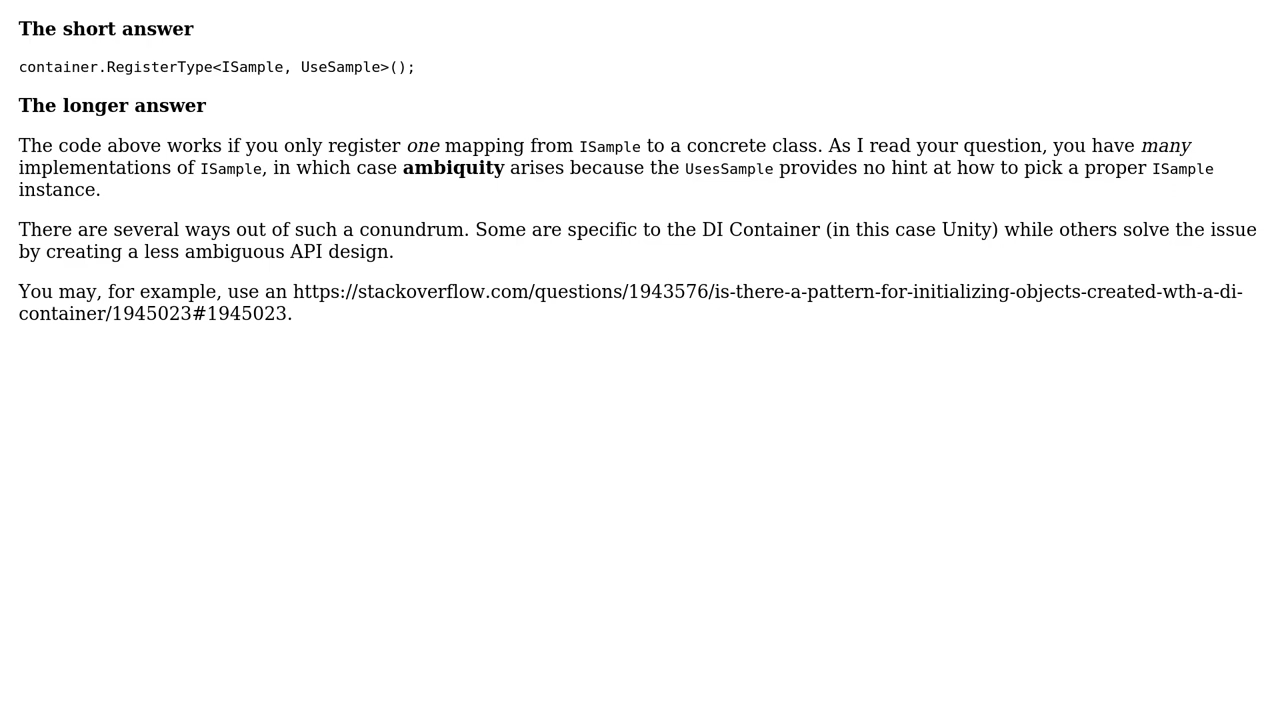 The short answer
container.RegisterType<ISample, UseSample>();
The longer answer
The code above works if you only register one mapping from ISample to a concrete class. As I read your question, you have many
implementations of ISample, in which case ambiguity arises because the UsesSample provides no hint at how to pick a proper ISample
instance.
There are several ways out of such a conundrum. Some are specific to the DI Container (in this case Unity) while others solve the issue
by creating a less ambiguous API design.
You may, for example, use an https://stackoverflow.com/questions/1943576/is-there-a-pattern-for-initializing-objects-created-wth-a-di-
container/1945023#1945023.